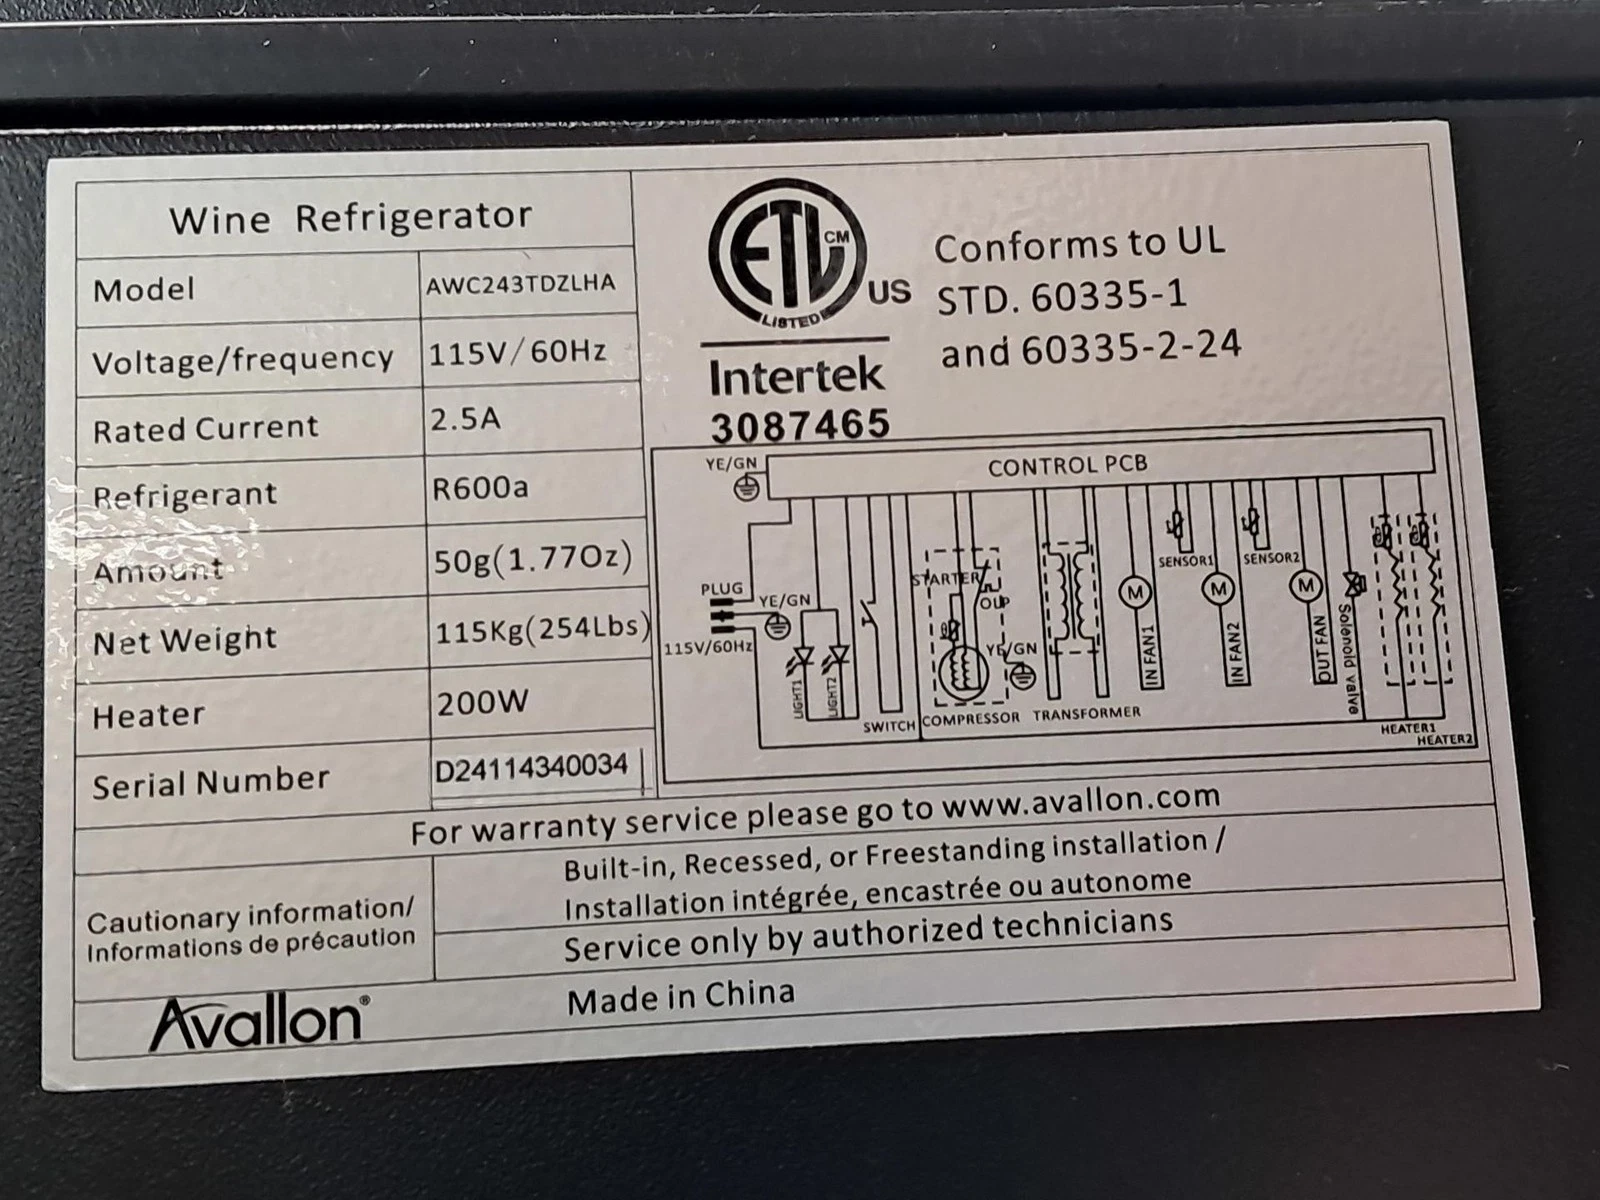 Wine Refrigerator
Model AWC243TDZLHA
Voltage/frequency 115V/60Hz
Rated Current 2.5A
Refrigerant R600a
Amount 50g(1.77Oz)
Net Weight 115Kg(254Lbs)
Heater 200W
Serial Number D24114340034
ETL CM
LISTED
US
Intertek
3087465
Conforms to UL
STD. 60335-1
and 60335-2-24
YE/GN
CONTROL PCB
PLUG
YE/GN
115V/60Hz
LIGHT1
LIGHT2
SWITCH
STARTER
OLP
YE/GN
COMPRESSOR
TRANSFORMER
M
IN FAN1
SENSOR1
M
IN FAN2
SENSOR2
M
OUT FAN
Solenoid valve
HEATER1
HEATER2
For warranty service please go to www.avallon.com
Cautionary information/
Informations de précaution
Built-in, Recessed, or Freestanding installation /
Installation intégrée, encastrée ou autonome
Service only by authorized technicians
Avallon®
Made in China